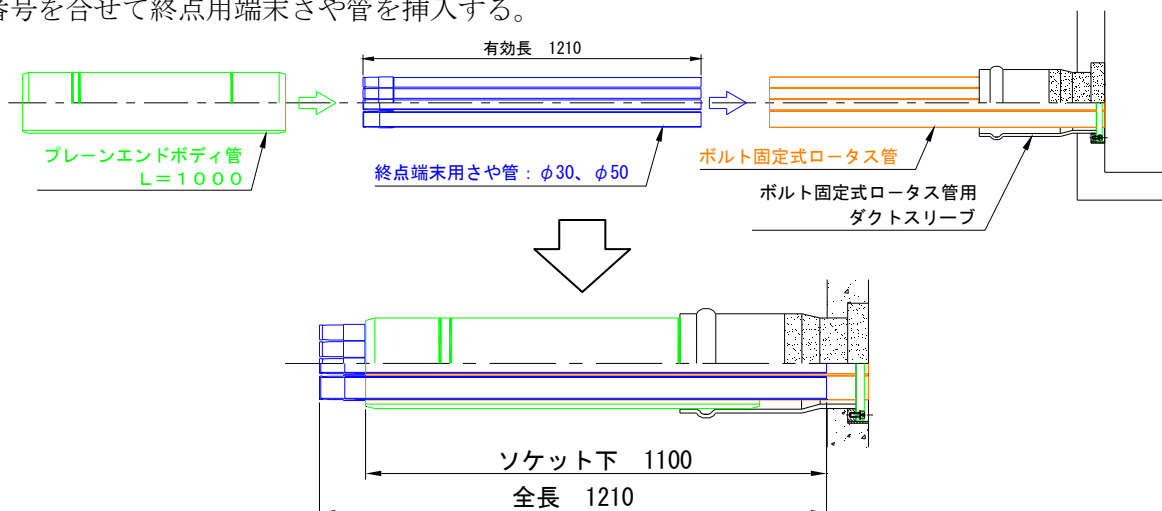 番号を合せて終点用端末さや管を挿入する。
有効長 1210
プレーンエンドボディ管
L=1000
終点端末用さや管:φ30、φ50
ボルト固定式ロータス管
ボルト固定式ロータス管用
ダクトスリーブ
ソケット下 1100
全長 1210